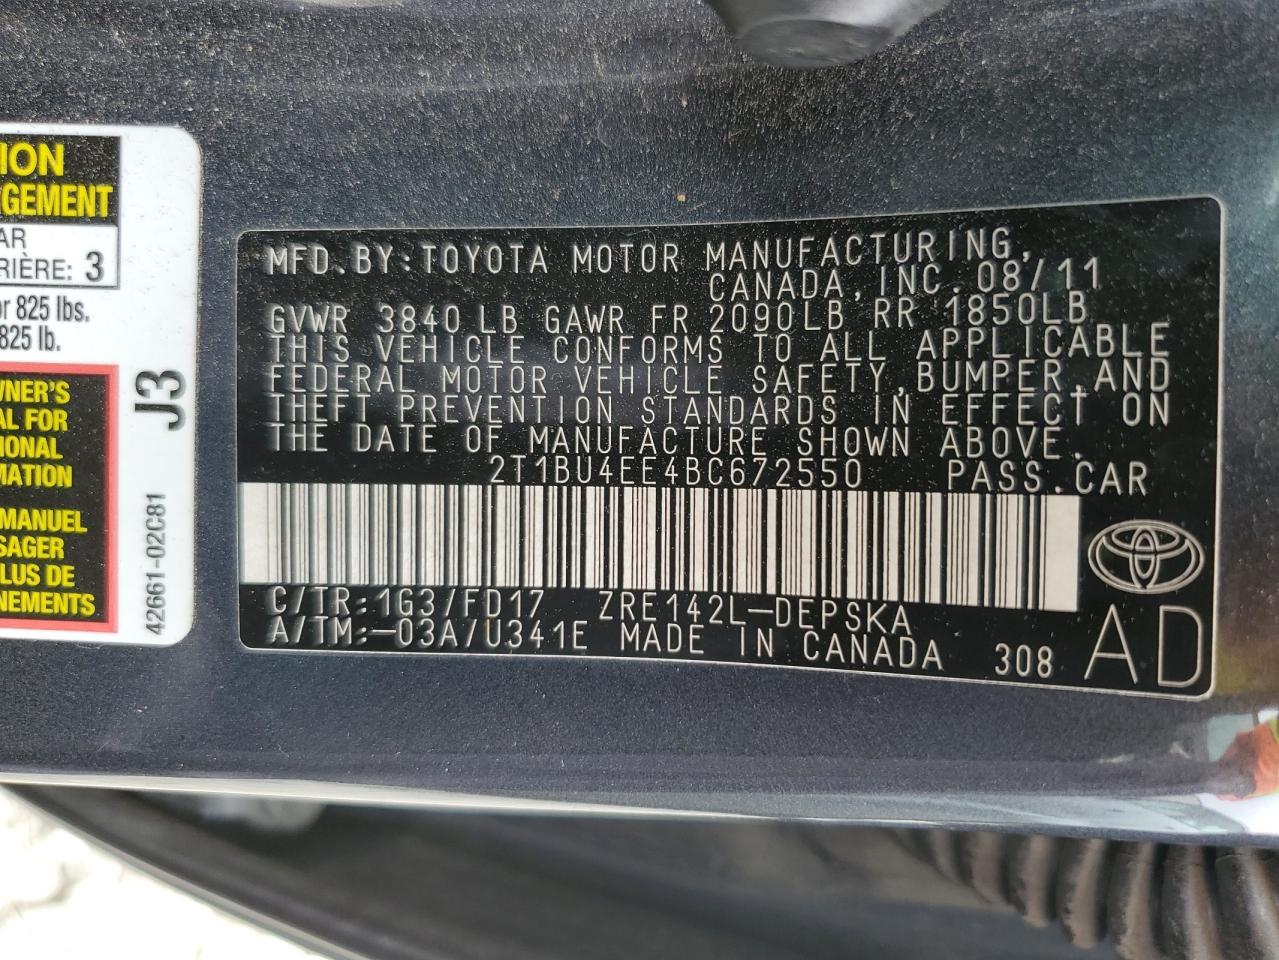 ION
RGEMENT
AR
RIÈRE: 3
or 825 lbs.
825 lb.
WNER'S
AL FOR
IONAL
RMATION
MANUEL
SAGER
LUS DE
NEMENTS
J3
42661-02C81
MFD.BY:TOYOTA MOTOR MANUFACTURING,
CANADA,INC.08/11
GVWR 3840 LB GAWR FR 2090LB RR 1850LB
THIS VEHICLE CONFORMS TO ALL APPLICABLE
FEDERAL MOTOR VEHICLE SAFETY,BUMPER,AND
THEFT PREVENTION STANDARDS IN EFFECT ON
THE DATE OF MANUFACTURE SHOWN ABOVE.
2T1BU4EE4BC672550 PASS.CAR
C/TR:1G3/FD17 ZRE142L-DEPSKA
A/TM:-03A/U341E MADE IN CANADA 308
AD